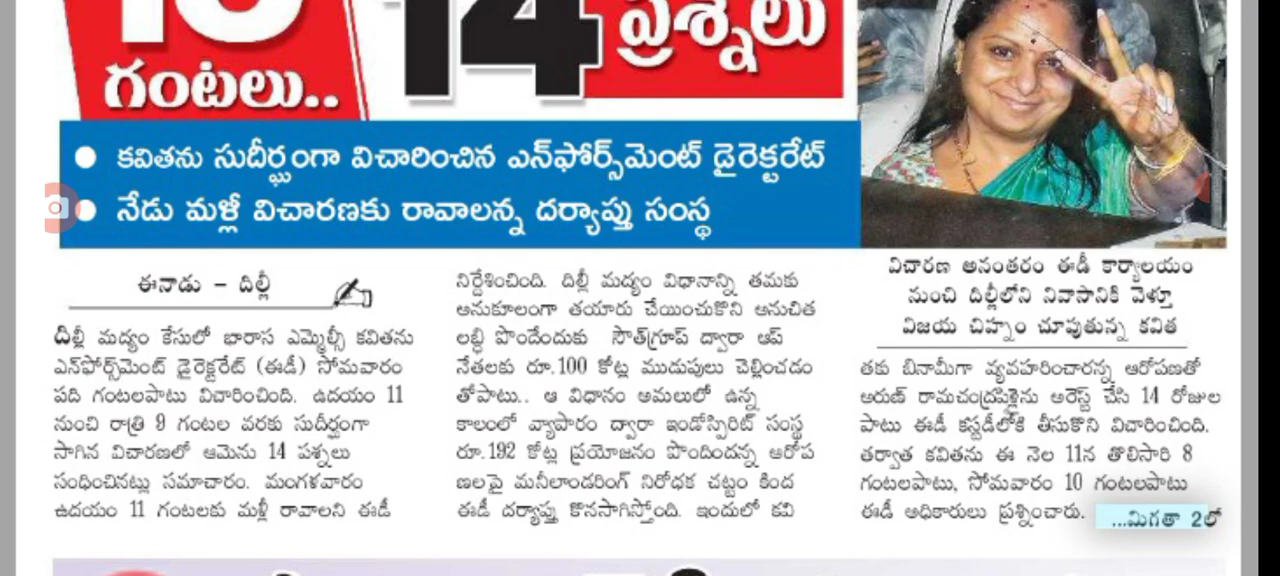 10
గంటలు..
14
ప్రశ్నలు
కవితను సుదీర్ఘంగా విచారించిన ఎన్‌ఫోర్స్‌మెంట్ డైరెక్టరేట్
నేడు మళ్లీ విచారణకు రావాలన్న దర్యాప్తు సంస్థ
ఈనాడు - దిల్లీ
దిల్లీ మద్యం కేసులో భారాస ఎమ్మెల్సీ కవితను
ఎన్‌ఫోర్స్‌మెంట్ డైరెక్టరేట్ (ఈడీ) సోమవారం
పది గంటలపాటు విచారించింది. ఉదయం 11
నుంచి రాత్రి 9 గంటల వరకు సుదీర్ఘంగా
సాగిన విచారణలో ఆమెను 14 పశ్నలు
సంధించినట్లు సమాచారం. మంగళవారం
ఉదయం 11 గంటలకు మళ్లీ రావాలని ఈడీ
నిర్దేశించింది. దిల్లీ మద్యం విధానాన్ని తమకు
అనుకూలంగా తయారు చేయించుకొని అనుచిత
లబ్ధి పొందేందుకు సౌత్‌గ్రూప్ ద్వారా ఆప్
నేతలకు రూ.100 కోట్ల ముడుపులు చెల్లించడం
తోపాటు.. ఆ విధానం అమలులో ఉన్న
కాలంలో వ్యాపారం ద్వారా ఇండోస్పిరిట్ సంస్థ
రూ.192 కోట్ల ప్రయోజనం పొందిందన్న ఆరోప
ణలపై మనీలాండరింగ్ నిరోధక చట్టం కింద
ఈడీ దర్యాప్తు కొనసాగిస్తోంది. ఇందులో కవి
విచారణ అనంతరం ఈడీ కార్యాలయం
నుంచి దిల్లీలోని నివాసానికి వెళ్తూ
విజయ చిహ్నం చూపుతున్న కవిత
తకు బినామీగా వ్యవహరించారన్న ఆరోపణతో
అరుణ్ రామచంద్రపిళ్లైను అరెస్ట్ చేసి 14 రోజుల
పాటు ఈడీ కస్టడీలోకి తీసుకొని విచారించింది.
తర్వాత కవితను ఈ నెల 11న తొలిసారి 8
గంటలపాటు, సోమవారం 10 గంటలపాటు
ఈడీ అధికారులు ప్రశ్నించారు.
...మిగతా 2లో